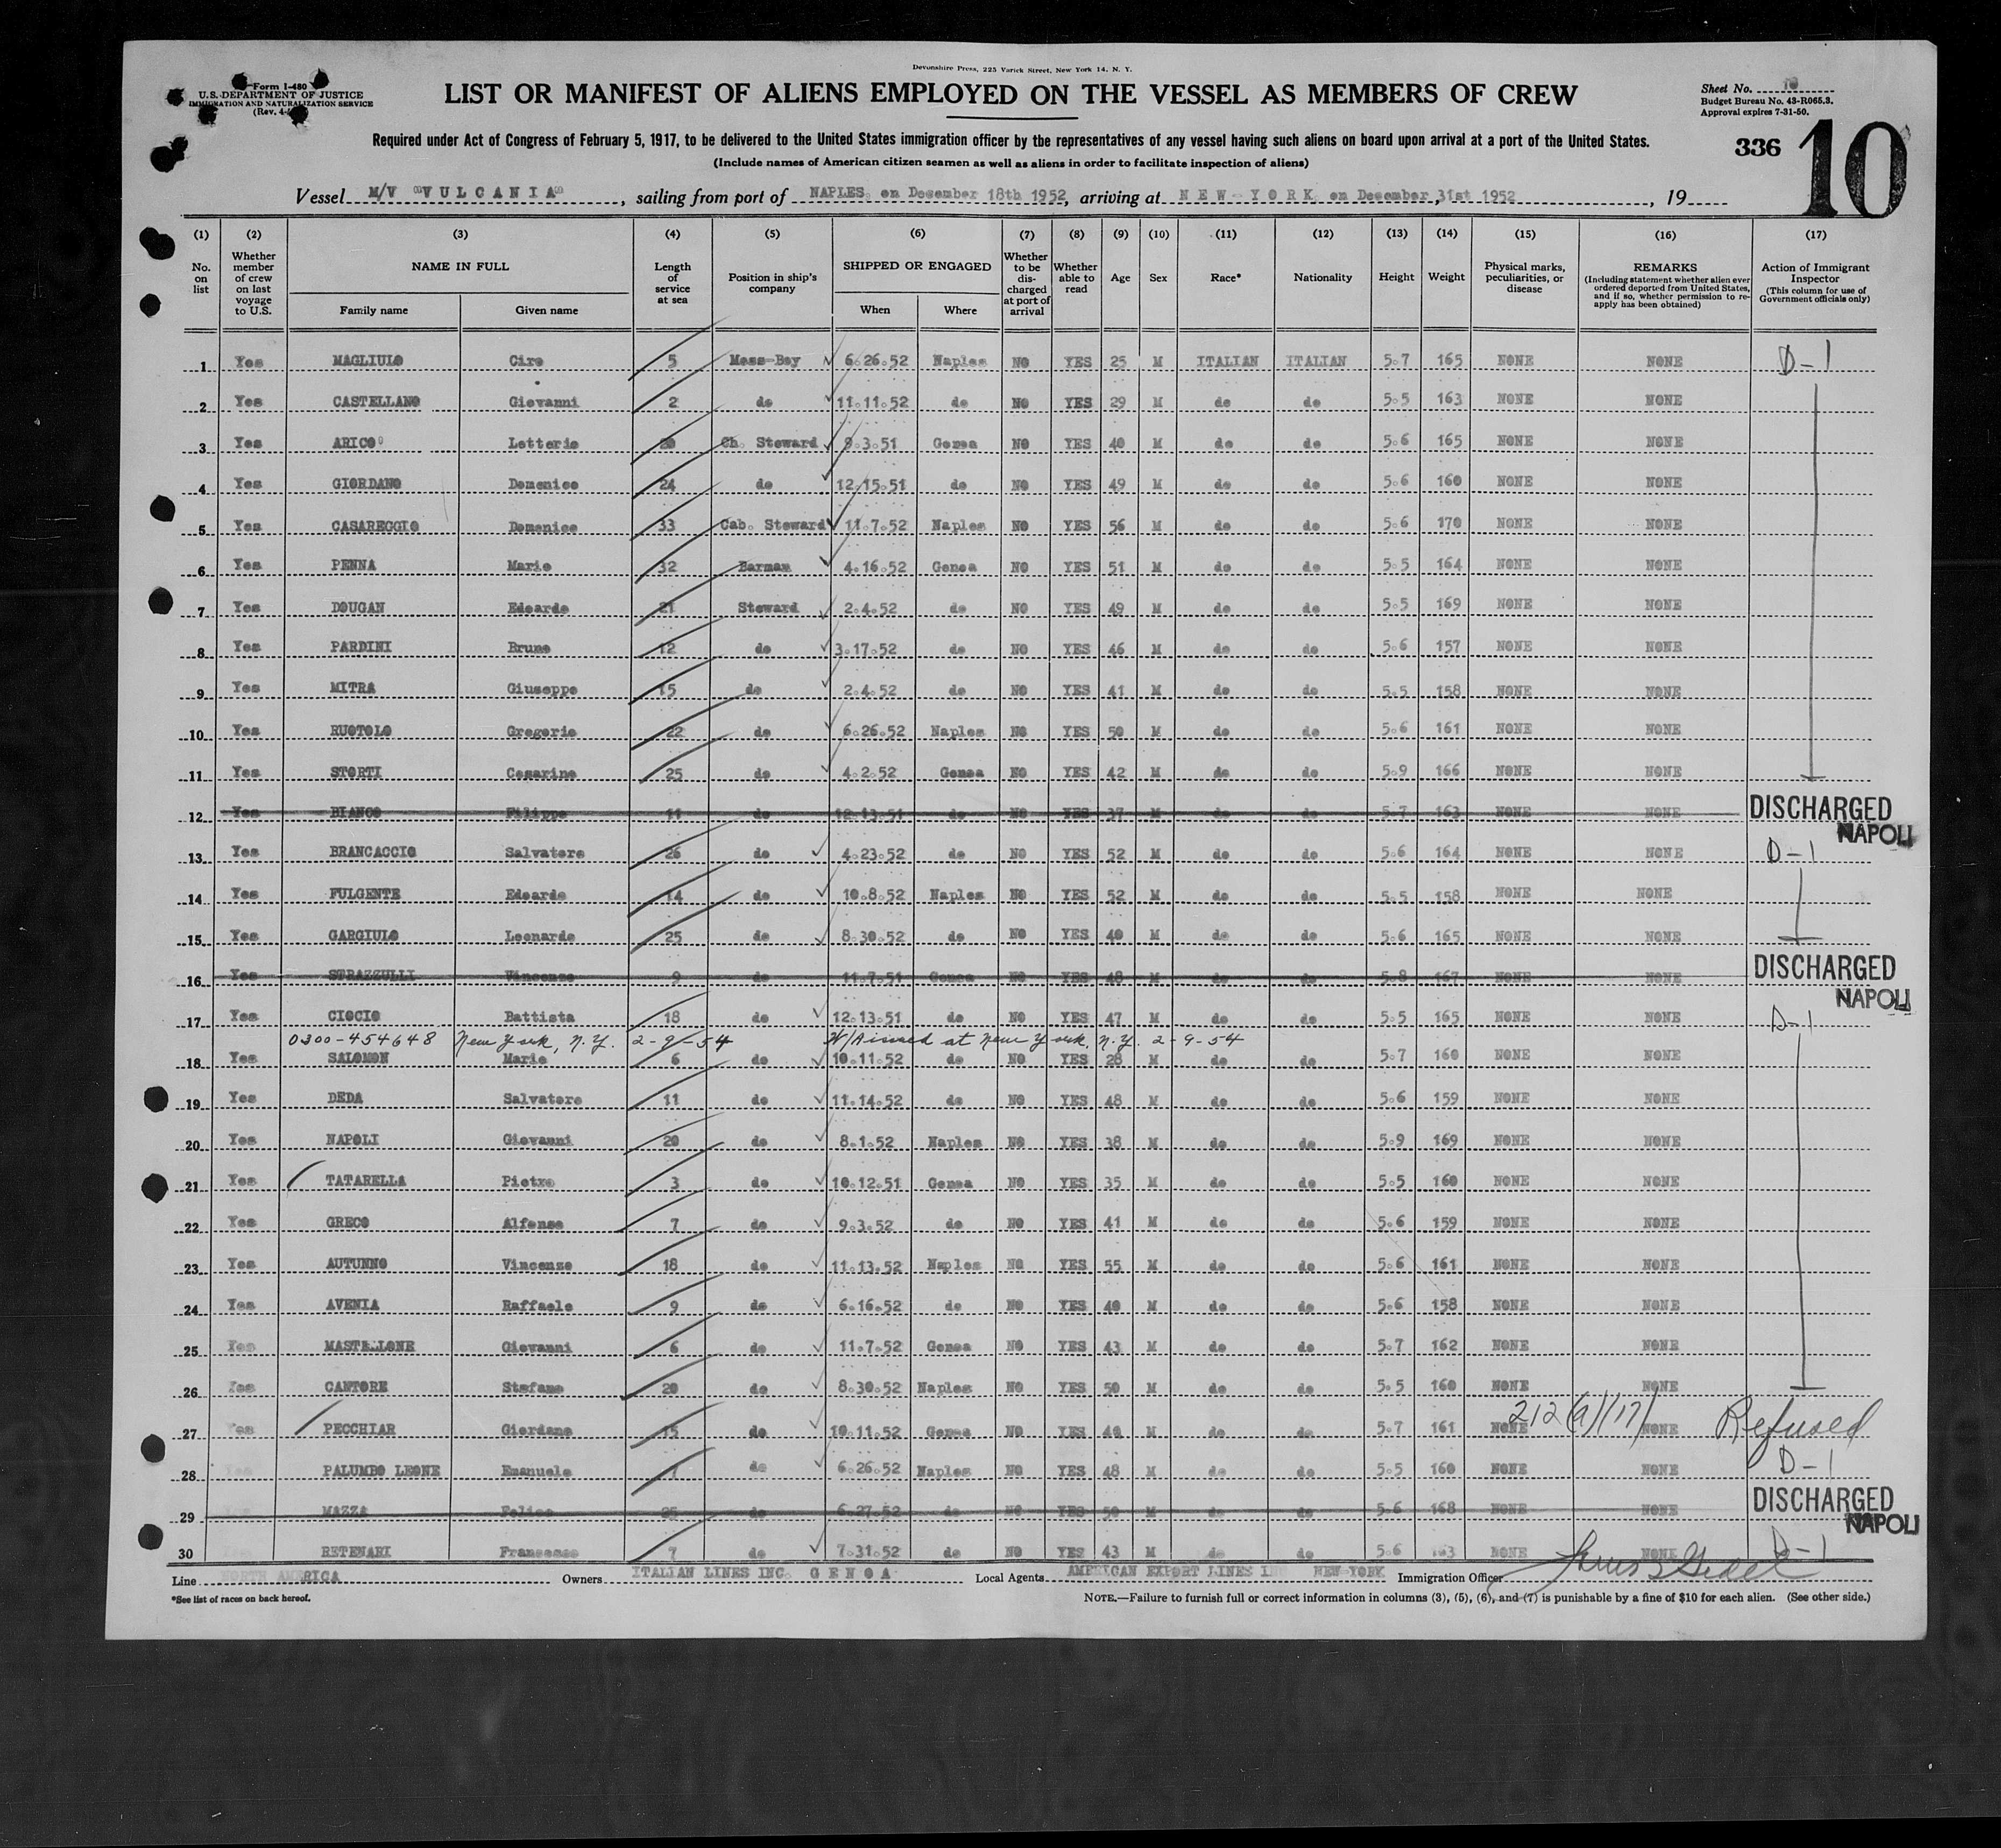 Devonshire Press, 225 Varick Street, New York 14, N. Y.
Form I-480
U.S. DEPARTMENT OF JUSTICE
IMMIGRATION AND NATURALIZATION SERVICE
(Rev. 4-
LIST OR MANIFEST OF ALIENS EMPLOYED ON THE VESSEL AS MEMBERS OF CREW
Sheet No. 10
Budget Bureau No. 43-R065.3.
Approval expires 7-31-50.
Required under Act of Congress of February 5, 1917, to be delivered to the United States immigration officer by the representatives of any vessel having such aliens on board upon arrival at a port of the United States.
(Include names of American citizen seamen as well as aliens in order to facilitate inspection of aliens)
336 10
Vessel M/V "VULCANIA", sailing from port of NAPLES. on December 18th 1952, arriving at NEW-YORK on December, 31st 1952, 19
(1) (2) (3) (4) (5) (6) (7) (8) (9) (10) (11) (12) (13) (14) (15) (16) (17)
No. on list
Whether member of crew on last voyage to U.S.
NAME IN FULL
Family name Given name
Length of service at sea
Position in ship's company
SHIPPED OR ENGAGED
When Where
Whether to be discharged at port of arrival
Whether able to read
Age
Sex
Race*
Nationality
Height
Weight
Physical marks, peculiarities, or disease
REMARKS
(Including statement whether alien ever ordered deported from United States, and if so, whether permission to reapply has been obtained)
Action of Immigrant Inspector
(This column for use of Government officials only)
1 Yes MAGLIULO Ciro 5 Mess-Boy 6.26.52 Naples NO YES 25 M ITALIAN ITALIAN 5.7 165 NONE NONE D-1
2 Yes CASTELLANO Giovanni 2 do 11.11.52 do NO YES 29 M do do 5.5 163 NONE NONE
3 Yes ARICO' Letterio 20 Ch. Steward 9.3.51 Genoa NO YES 40 M do do 5.6 165 NONE NONE
4 Yes GIORDANO Domenico 24 do 12.15.51 do NO YES 49 M do do 5.6 160 NONE NONE
5 Yes CASAREGGIO Domenico 33 Cab. Steward 11.7.52 Naples NO YES 56 M do do 5.6 170 NONE NONE
6 Yes PENNA Mario 32 Barman 4.16.52 Genoa NO YES 51 M do do 5.5 164 NONE NONE
7 Yes DOUGAN Edoardo 21 Steward 2.4.52 do NO YES 49 M do do 5.5 169 NONE NONE
8 Yes PARDINI Bruno 12 do 3.17.52 do NO YES 46 M do do 5.6 157 NONE NONE
9 Yes MITRA Giuseppe 15 do 2.4.52 do NO YES 41 M do do 5.5 158 NONE NONE
10 Yes RUOTOLO Gregorio 22 do 6.26.52 Naples NO YES 50 M do do 5.6 161 NONE NONE
11 Yes STORTI Cesarino 25 do 4.2.52 Genoa NO YES 42 M do do 5.9 166 NONE NONE
12 Yes BIANCO Filippo 11 do 12.13.51 do NO YES 37 M do do 5.7 163 NONE NONE DISCHARGED NAPOLI
13 Yes BRANCACCIO Salvatore 26 do 4.23.52 do NO YES 52 M do do 5.6 164 NONE NONE D-1
14 Yes FULGENTE Edoardo 14 do 10.8.52 Naples NO YES 52 M do do 5.5 158 NONE NONE
15 Yes GARGIULO Leonardo 25 do 8.30.52 do NO YES 40 M do do 5.6 165 NONE NONE
16 Yes STRAZZULLI Vincenzo 9 do 11.7.51 Genoa NO YES 48 M do do 5.8 167 NONE NONE DISCHARGED NAPOLI
17 Yes CIOCIO Battista 18 do 12.13.51 do NO YES 47 M do do 5.5 165 NONE NONE D-1
0300-454648 New York, N.Y. 2-9-54 W/A issued at New York, N.Y. 2-9-54
18 Yes SALOMON Mario 6 do 10.11.52 do NO YES 28 M do do 5.7 160 NONE NONE
19 Yes DEDA Salvatore 11 do 11.14.52 do NO YES 48 M do do 5.6 159 NONE NONE
20 Yes NAPOLI Giovanni 20 do 8.1.52 Naples NO YES 38 M do do 5.9 169 NONE NONE
21 Yes TATARELLA Pietro 3 do 10.12.51 Genoa NO YES 35 M do do 5.5 160 NONE NONE
22 Yes GRECO Alfonso 7 do 9.3.52 do NO YES 41 M do do 5.6 159 NONE NONE
23 Yes AUTUNNO Vincenzo 18 do 11.13.52 Naples NO YES 55 M do do 5.6 161 NONE NONE
24 Yes AVENIA Raffaele 9 do 6.16.52 do NO YES 40 M do do 5.6 158 NONE NONE
25 Yes MASTELLONE Giovanni 6 do 11.7.52 Genoa NO YES 43 M do do 5.7 162 NONE NONE
26 Yes CANTORE Stefano 20 do 8.30.52 Naples NO YES 50 M do do 5.5 160 NONE NONE
27 Yes PECCHIAR Giordano 15 do 10.11.52 Genoa NO YES 40 M do do 5.7 161 NONE 212(a)(17) NONE Refused
28 PALUMBO LEONE Emanuele do 6.26.52 Naples NO YES 48 M do do 5.5 160 NONE NONE D-1
29 MAZZA Felice 25 do 6.27.52 do NO YES 50 M do do 5.6 168 NONE NONE DISCHARGED NAPOLI
30 RETENARI Francesco 7 do 7.31.52 do NO YES 43 M do do 5.6 163 NONE NONE D-1
Line NORTH AMERICA Owners ITALIAN LINES INC. GENOA Local Agents AMERICAN EXPORT LINES INC NEW-YORK Immigration Officer
*See list of races on back hereof.
NOTE.—Failure to furnish full or correct information in columns (3), (5), (6), and (7) is punishable by a fine of $10 for each alien. (See other side.)